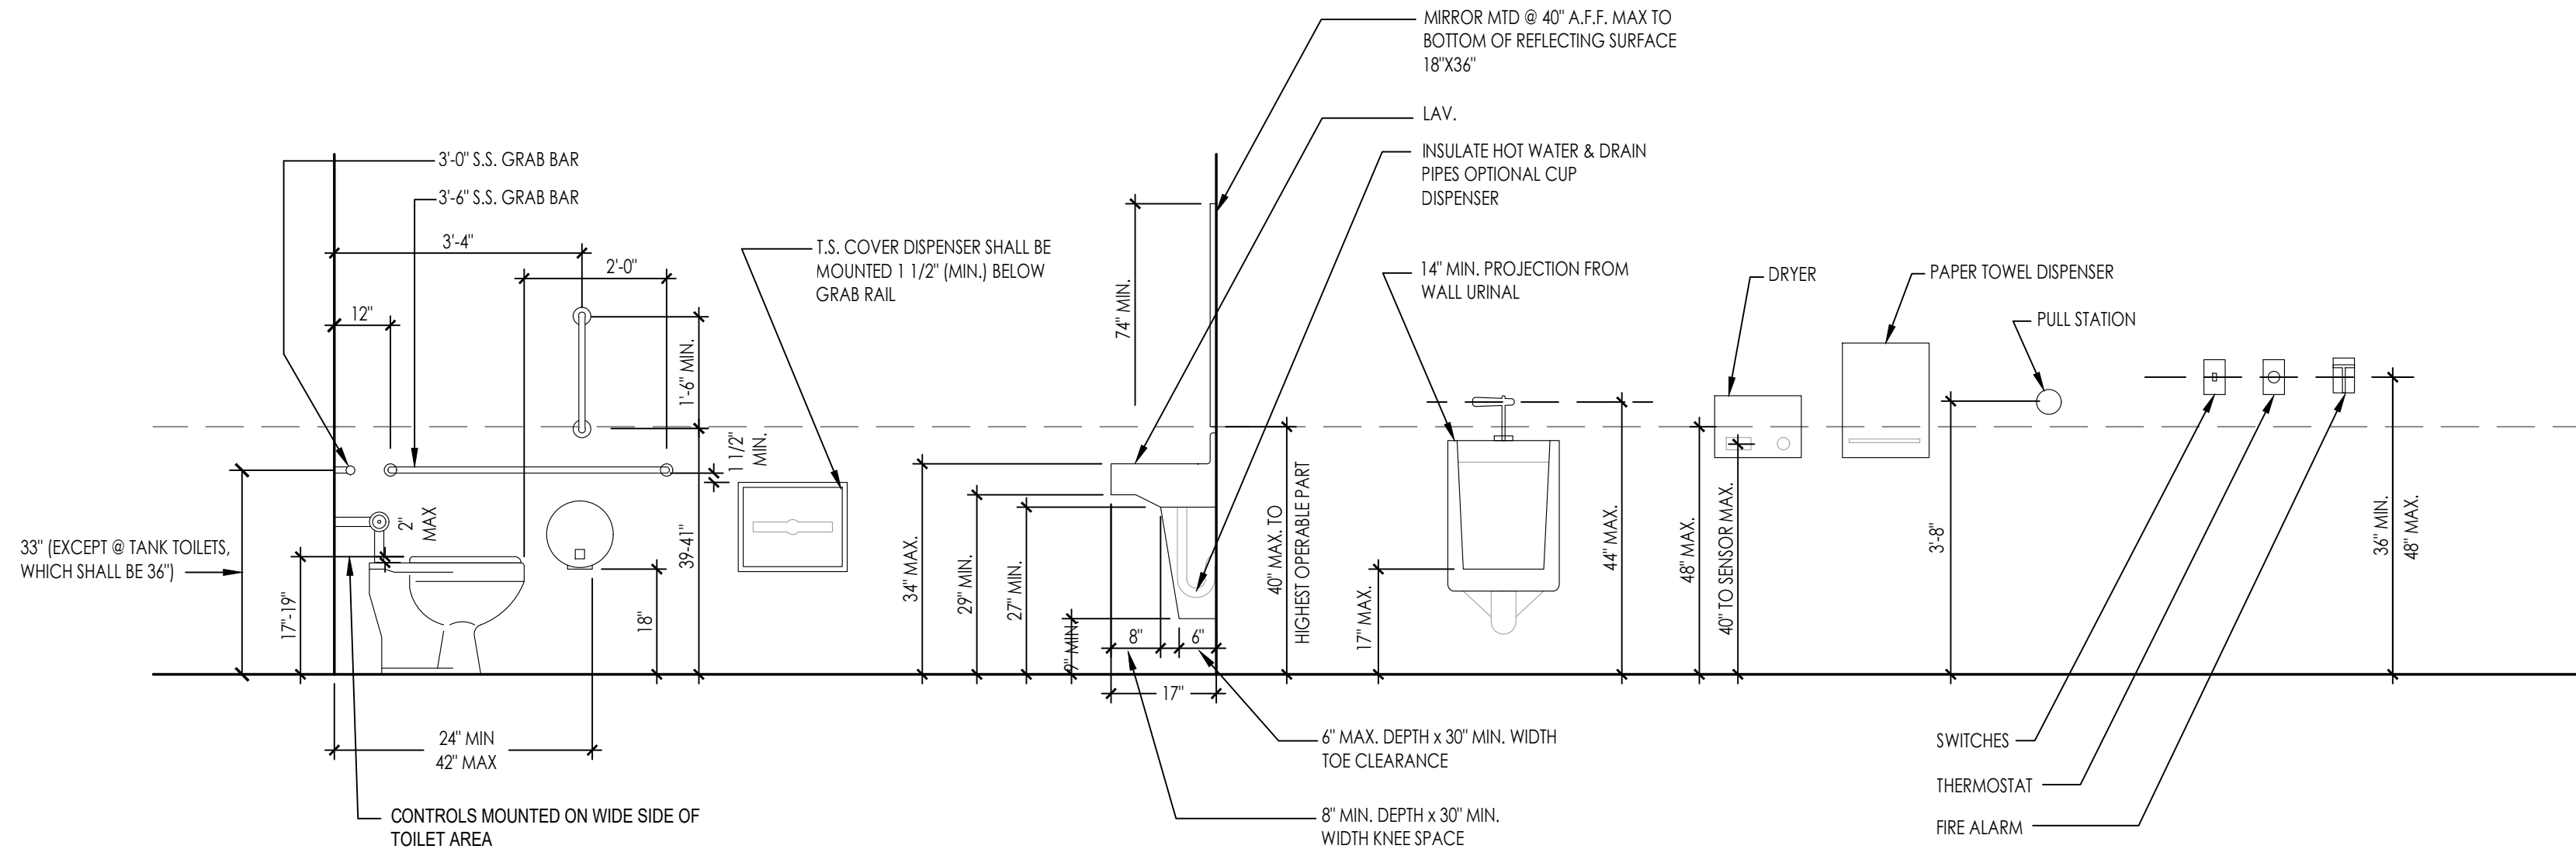 MIRROR MTD @ 40" A.F.F. MAX TO
BOTTOM OF REFLECTING SURFACE
18"X36"
LAV.
INSULATE HOT WATER & DRAIN
PIPES OPTIONAL CUP
DISPENSER
3'-0" S.S. GRAB BAR
3'-6" S.S. GRAB BAR
3'-4"
2'-0"
12"
1'-6" MIN.
1 1/2"
MIN.
T.S. COVER DISPENSER SHALL BE
MOUNTED 1 1/2" (MIN.) BELOW
GRAB RAIL
74" MIN.
14" MIN. PROJECTION FROM
WALL URINAL
DRYER
PAPER TOWEL DISPENSER
PULL STATION
2"
MAX
33" (EXCEPT @ TANK TOILETS,
WHICH SHALL BE 36")
17"-19"
18"
39-41"
34" MAX.
29" MIN.
27" MIN.
9" MIN.
8"
6"
17"
40" MAX. TO
HIGHEST OPERABLE PART
17" MAX.
44" MAX.
48" MAX.
40" TO SENSOR MAX.
3'-8"
36" MIN.
48" MAX.
24" MIN
42" MAX
CONTROLS MOUNTED ON WIDE SIDE OF
TOILET AREA
6" MAX. DEPTH x 30" MIN. WIDTH
TOE CLEARANCE
8" MIN. DEPTH x 30" MIN.
WIDTH KNEE SPACE
SWITCHES
THERMOSTAT
FIRE ALARM